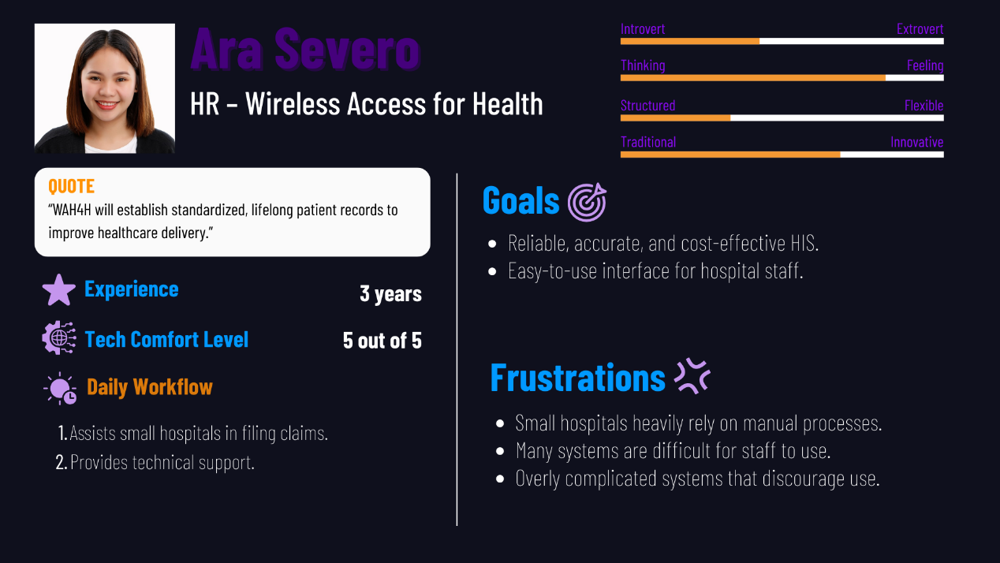 Ara Severo
HR – Wireless Access for Health
Introvert Extrovert
Thinking Feeling
Structured Flexible
Traditional Innovative
QUOTE
“WAH4H will establish standardized, lifelong patient records to
improve healthcare delivery.”
Experience 3 years
Tech Comfort Level 5 out of 5
Daily Workflow
1. Assists small hospitals in filing claims.
2. Provides technical support.
Goals
• Reliable, accurate, and cost-effective HIS.
• Easy-to-use interface for hospital staff.
Frustrations
• Small hospitals heavily rely on manual processes.
• Many systems are difficult for staff to use.
• Overly complicated systems that discourage use.